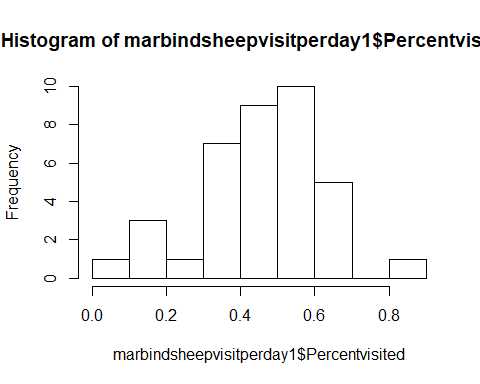 Histogram of marbindsheepvisitperday1$Percentvis
Frequency
10
8
6
4
2
0
0.0 0.2 0.4 0.6 0.8
marbindsheepvisitperday1$Percentvisited